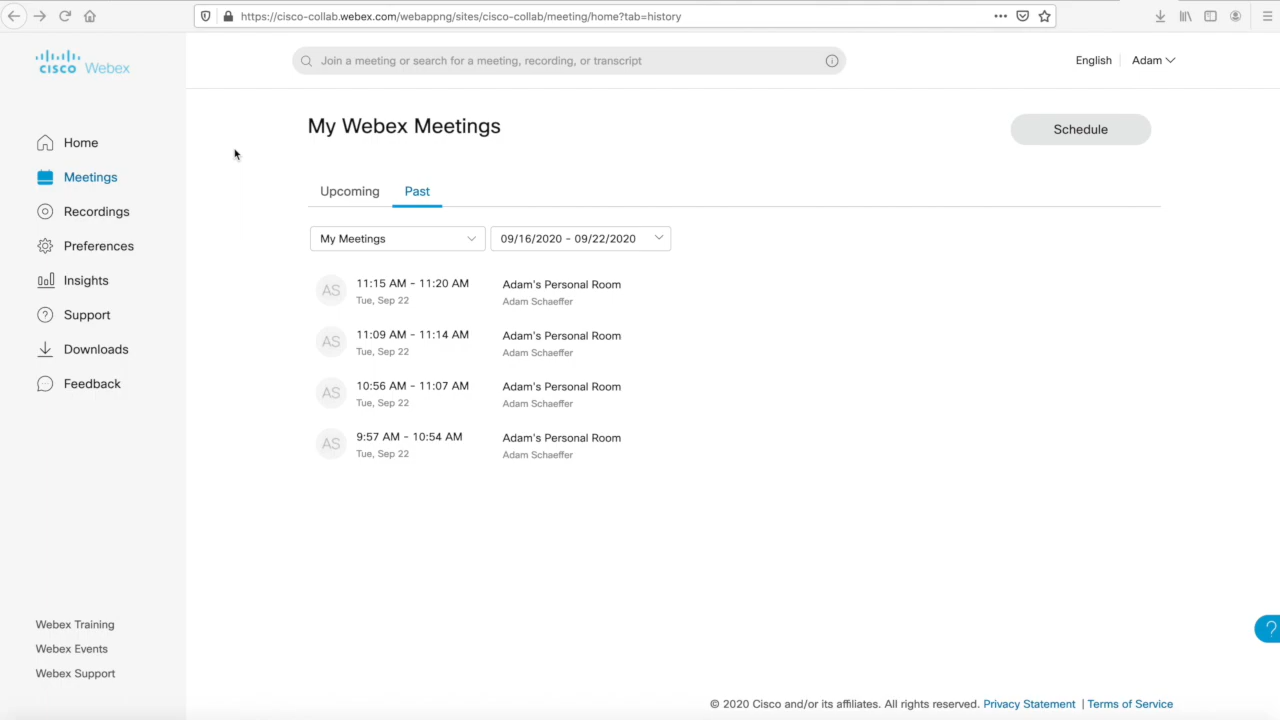 https://cisco-collab.webex.com/webappng/sites/cisco-collab/meeting/home?tab=history
CISCO Webex
Join a meeting or search for a meeting, recording, or transcript
English
Adam
Home
Meetings
Recordings
Preferences
Insights
Support
Downloads
Feedback
Webex Training
Webex Events
Webex Support
My Webex Meetings
Schedule
Upcoming
Past
My Meetings
09/16/2020 - 09/22/2020
AS
11:15 AM - 11:20 AM
Adam's Personal Room
Tue, Sep 22
Adam Schaeffer
AS
11:09 AM - 11:14 AM
Adam's Personal Room
Tue, Sep 22
Adam Schaeffer
AS
10:56 AM - 11:07 AM
Adam's Personal Room
Tue, Sep 22
Adam Schaeffer
AS
9:57 AM - 10:54 AM
Adam's Personal Room
Tue, Sep 22
Adam Schaeffer
?
© 2020 Cisco and/or its affiliates. All rights reserved. Privacy Statement | Terms of Service